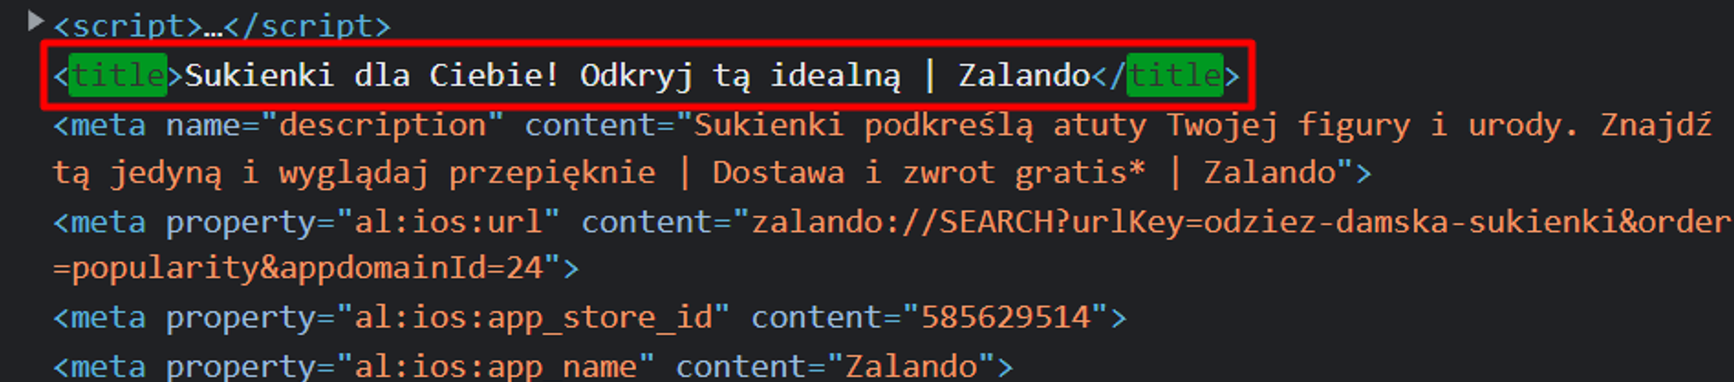 <script>…</script>
<title>Sukienki dla Ciebie! Odkryj tą idealną | Zalando</title>
<meta name="description" content="Sukienki podkreślą atuty Twojej figury i urody. Znajdź
tą jedyną i wyglądaj przepięknie | Dostawa i zwrot gratis* | Zalando">
<meta property="al:ios:url" content="zalando://SEARCH?urlKey=odziez-damska-sukienki&order
=popularity&appdomainId=24">
<meta property="al:ios:app_store_id" content="585629514">
<meta property="al:ios:app_name" content="Zalando">